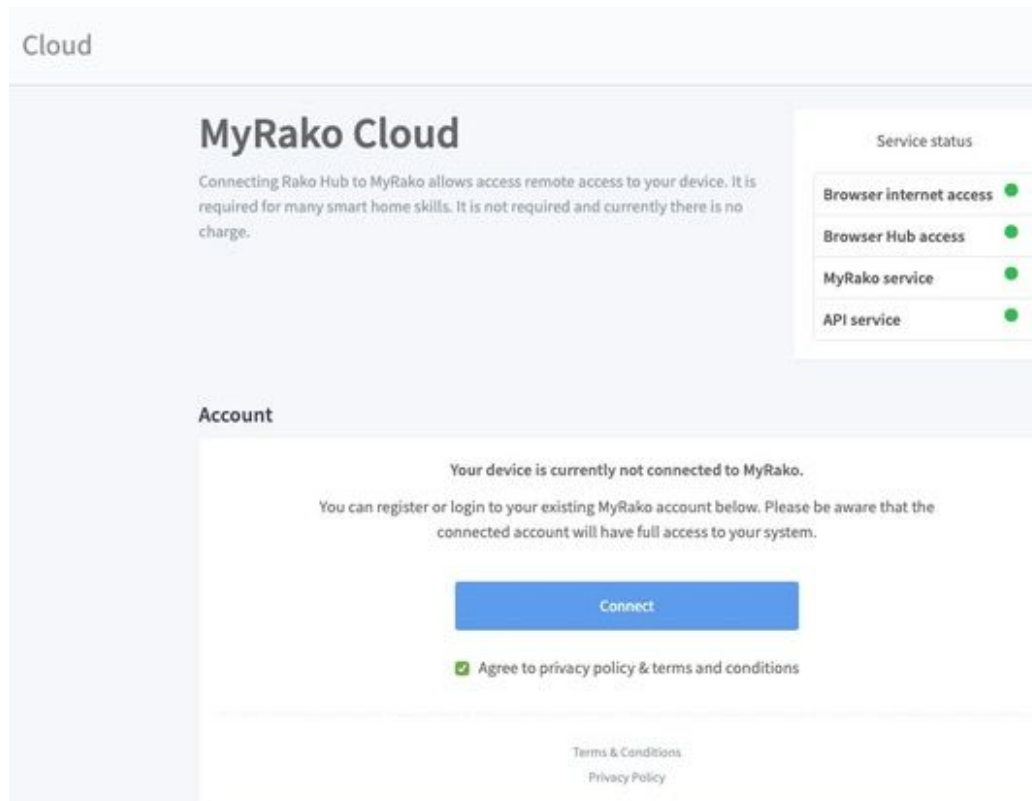 Cloud
MyRako Cloud
Connecting Rako Hub to MyRako allows access remote access to your device. It is
required for many smart home skills. It is not required and currently there is no
charge.
Service status
Browser internet access
Browser Hub access
MyRako service
API service
Account
Your device is currently not connected to MyRako.
You can register or login to your existing MyRako account below. Please be aware that the
connected account will have full access to your system.
Connect
Agree to privacy policy & terms and conditions
Terms & Conditions
Privacy Policy